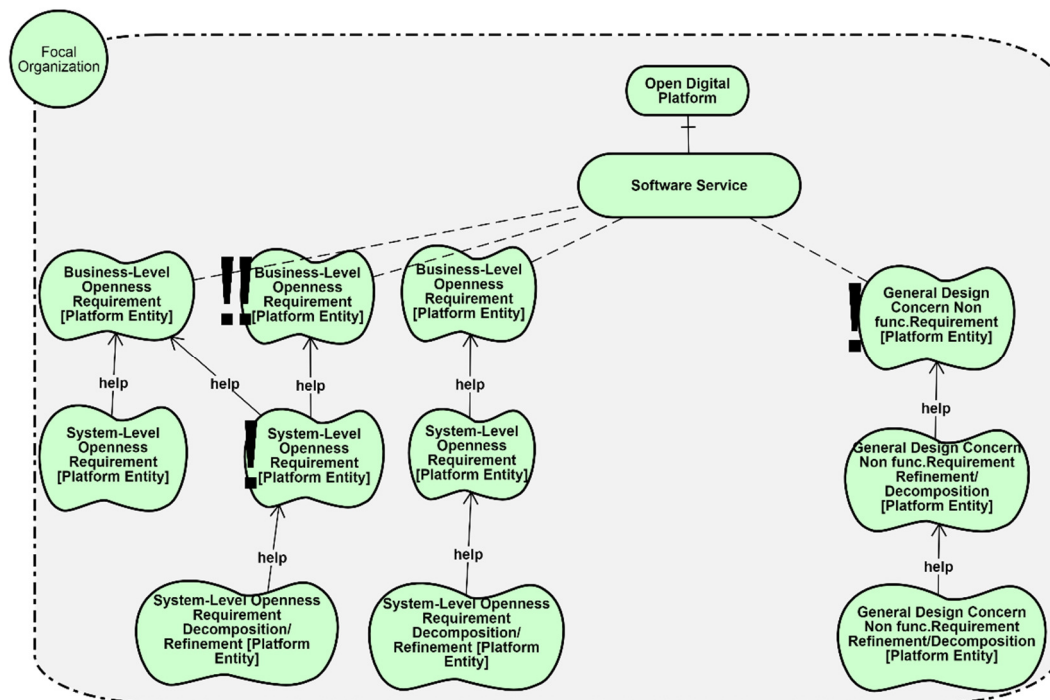 Focal
Organization
Open Digital
Platform
Software Service
Business-Level
Openness
Requirement
[Platform Entity]
!!
Business-Level
Openness
Requirement
[Platform Entity]
Business-Level
Openness
Requirement
[Platform Entity]
!
General Design
Concern Non
func.Requirement
[Platform Entity]
help
help
help
help
help
System-Level
Openness
Requirement
[Platform Entity]
!
System-Level
Openness
Requirement
[Platform Entity]
System-Level
Openness
Requirement
[Platform Entity]
General Design Concern
Non func.Requirement
Refinement/
Decomposition
[Platform Entity]
help
help
help
System-Level Openness
Requirement
Decomposition/
Refinement [Platform
Entity]
System-Level Openness
Requirement
Decomposition/
Refinement [Platform
Entity]
General Design Concern
Non func.Requirement
Refinement/Decomposition
[Platform Entity]